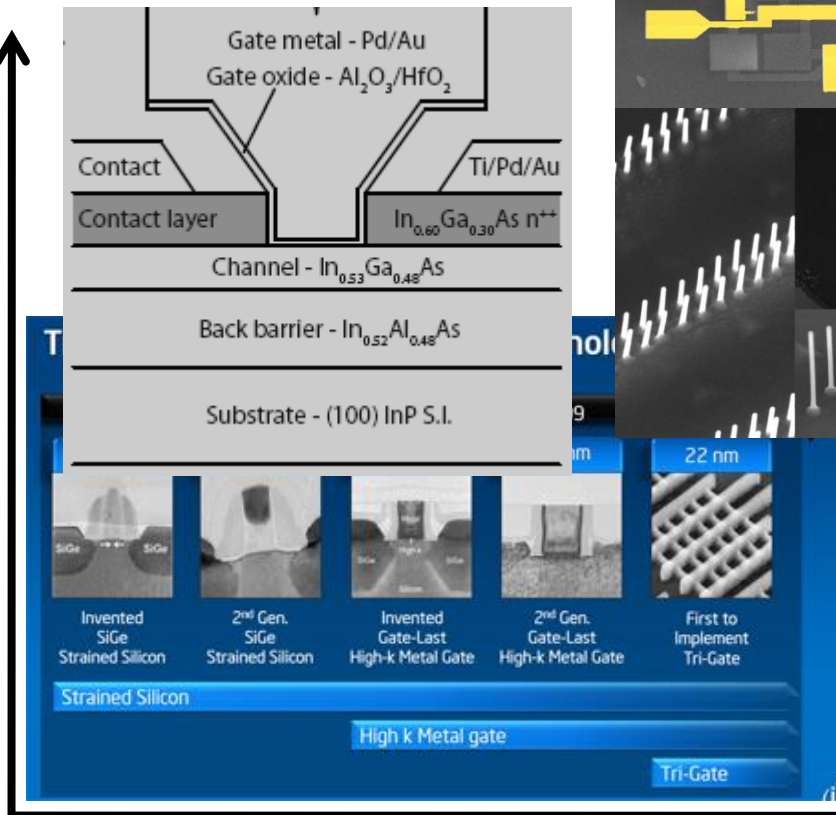 Gate metal - Pd/Au
Gate oxide - Al₂O₃/HfO₂
Contact
Ti/Pd/Au
Contact layer
In₀.₆₀Ga₀.₃₀As n⁺⁺
Channel - In₀.₅₃Ga₀.₄₈As
Back barrier - In₀.₅₂Al₀.₄₈As
Substrate - (100) InP S.I.
22 nm
SiGe
SiGe
Invented
SiGe
Strained Silicon
2nd Gen.
SiGe
Strained Silicon
Invented
Gate-Last
High-k Metal Gate
2nd Gen.
Gate-Last
High-k Metal Gate
First to
Implement
Tri-Gate
Strained Silicon
High k Metal gate
Tri-Gate